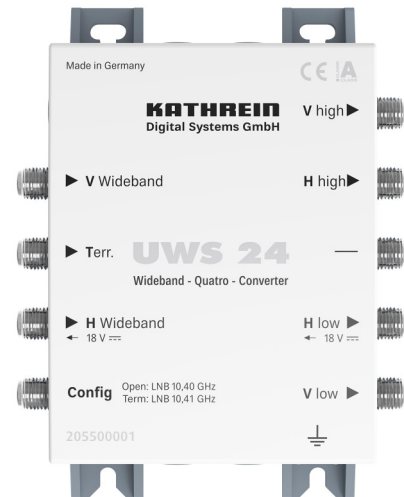 Made in Germany
CE A
KATHREIN
V high ▶
Digital Systems GmbH
▶ V Wideband
H high▶
▶ Terr.
UWS 24
Wideband - Quatro - Converter
▶ H Wideband
H low ▶
← 18 V ⎓
← 18 V ⎓
Config
Open: LNB 10,40 GHz
Term: LNB 10,41 GHz
V low ▶
205500001